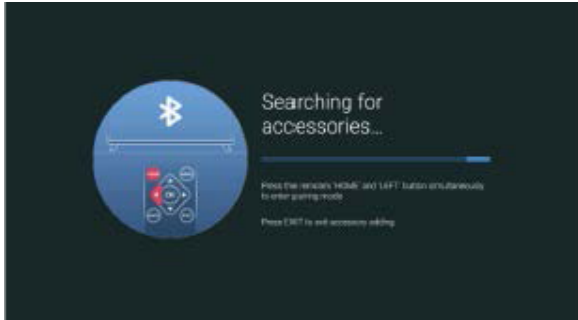 Searching for
accessories...
Press the remote's 'HOME' and 'LEFT' button simultaneously
to enter pairing mode
Press EXIT to exit accessory adding
OK